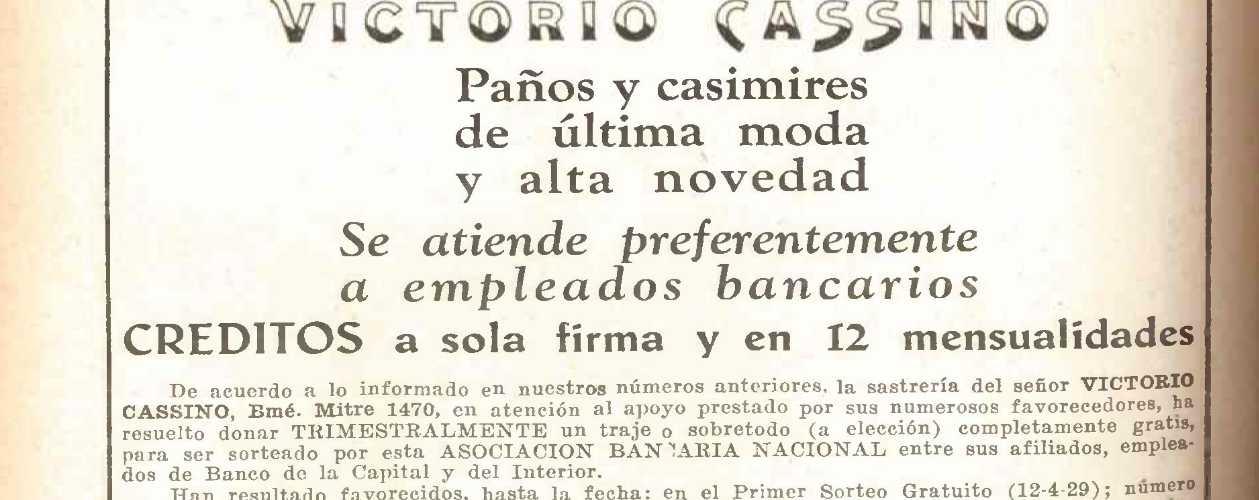 VICTORIO CASSINO
Paños y casimires
de última moda
y alta novedad
Se atiende preferentemente
a empleados bancarios
CREDITOS a sola firma y en 12 mensualidades
De acuerdo a lo informado en nuestros números anteriores, la sastrería del señor VICTORIO
CASSINO, Bmé. Mitre 1470, en atención al apoyo prestado por sus numerosos favorecedores, ha
resuelto donar TRIMESTRALMENTE un traje o sobretodo (a elección) completamente gratis,
para ser sorteado por esta ASOCIACION BANCARIA NACIONAL entre sus afiliados, emplea-
dos de Banco de la Capital y del Interior.
Han resultado favorecidos, hasta la fecha: en el Primer Sorteo Gratuito (12-4-29); número